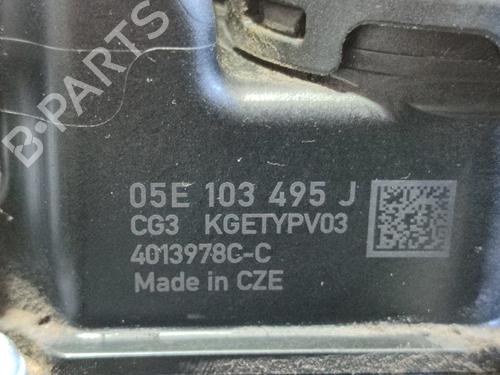 B-PARTS
05E 103 495 J
CG3 KGETYPV03
4013978C-C
Made in CZE